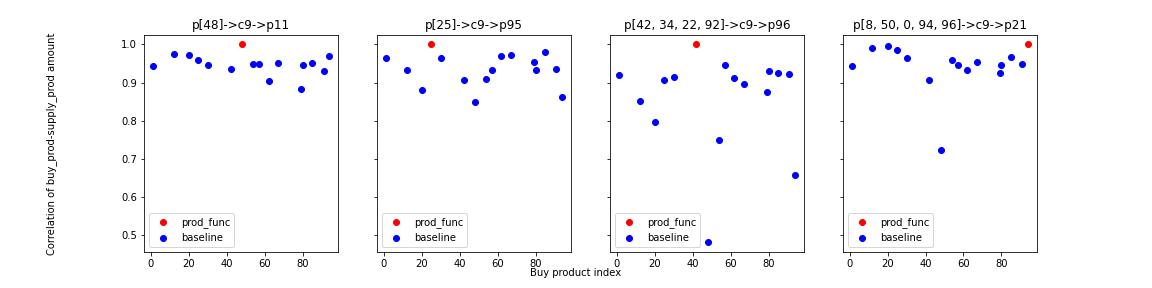 p[48]->c9->p11
p[25]->c9->p95
p[42, 34, 22, 92]->c9->p96
p[8, 50, 0, 94, 96]->c9->p21
Correlation of buy_prod-supply_prod amount
1.0
0.9
0.8
0.7
0.6
0.5
prod_func
baseline
prod_func
baseline
prod_func
baseline
prod_func
baseline
0 20 40 60 80
0 20 40 60 80
0 20 40 60 80
0 20 40 60 80
Buy product index